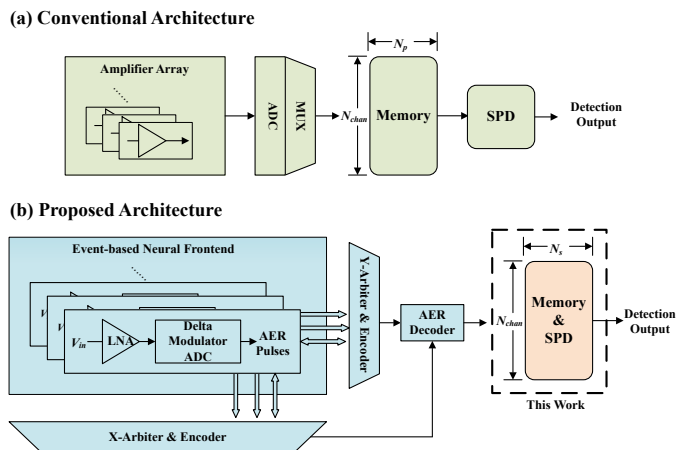 (a) Conventional Architecture
Amplifier Array
ADC
MUX
N_p
N_chan
Memory
SPD
Detection
Output
(b) Proposed Architecture
Event-based Neural Frontend
V
V
V_in
LNA
Delta
Modulator
ADC
AER
Pulses
Y-Arbiter & Encoder
AER
Decoder
N_s
N_chan
Memory
&
SPD
Detection
Output
This Work
X-Arbiter & Encoder